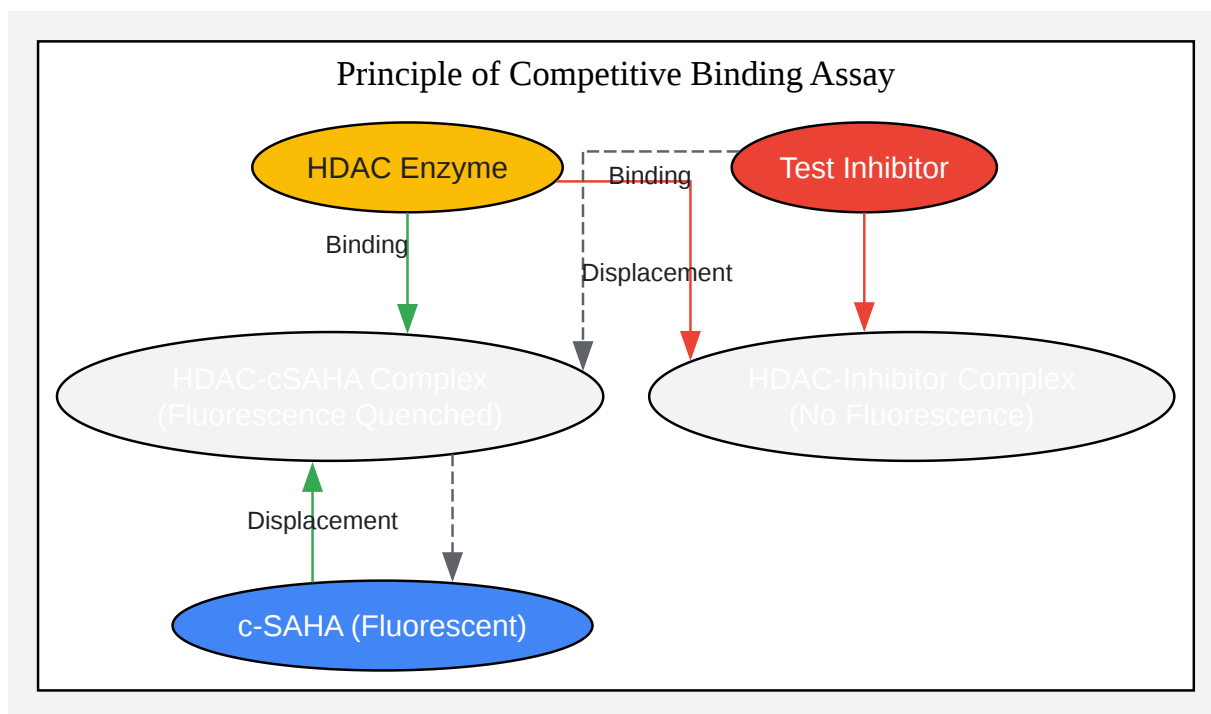 Principle of Competitive Binding Assay
HDAC Enzyme
Test Inhibitor
Binding
Binding
Displacement
HDAC-cSAHA Complex
(Fluorescence Quenched)
HDAC-Inhibitor Complex
(No Fluorescence)
Displacement
c-SAHA (Fluorescent)